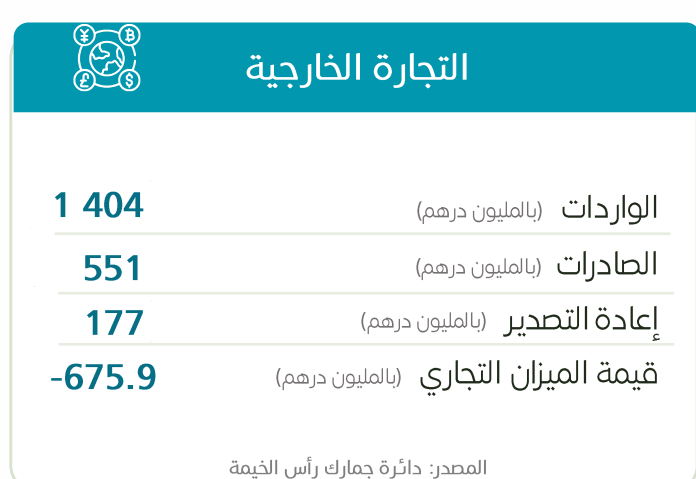 التجارة الخارجية
الواردات (بالمليون درهم) 1 404
الصادرات (بالمليون درهم) 551
إعادة التصدير (بالمليون درهم) 177
قيمة الميزان التجاري (بالمليون درهم) -675.9
المصدر: دائرة جمارك رأس الخيمة